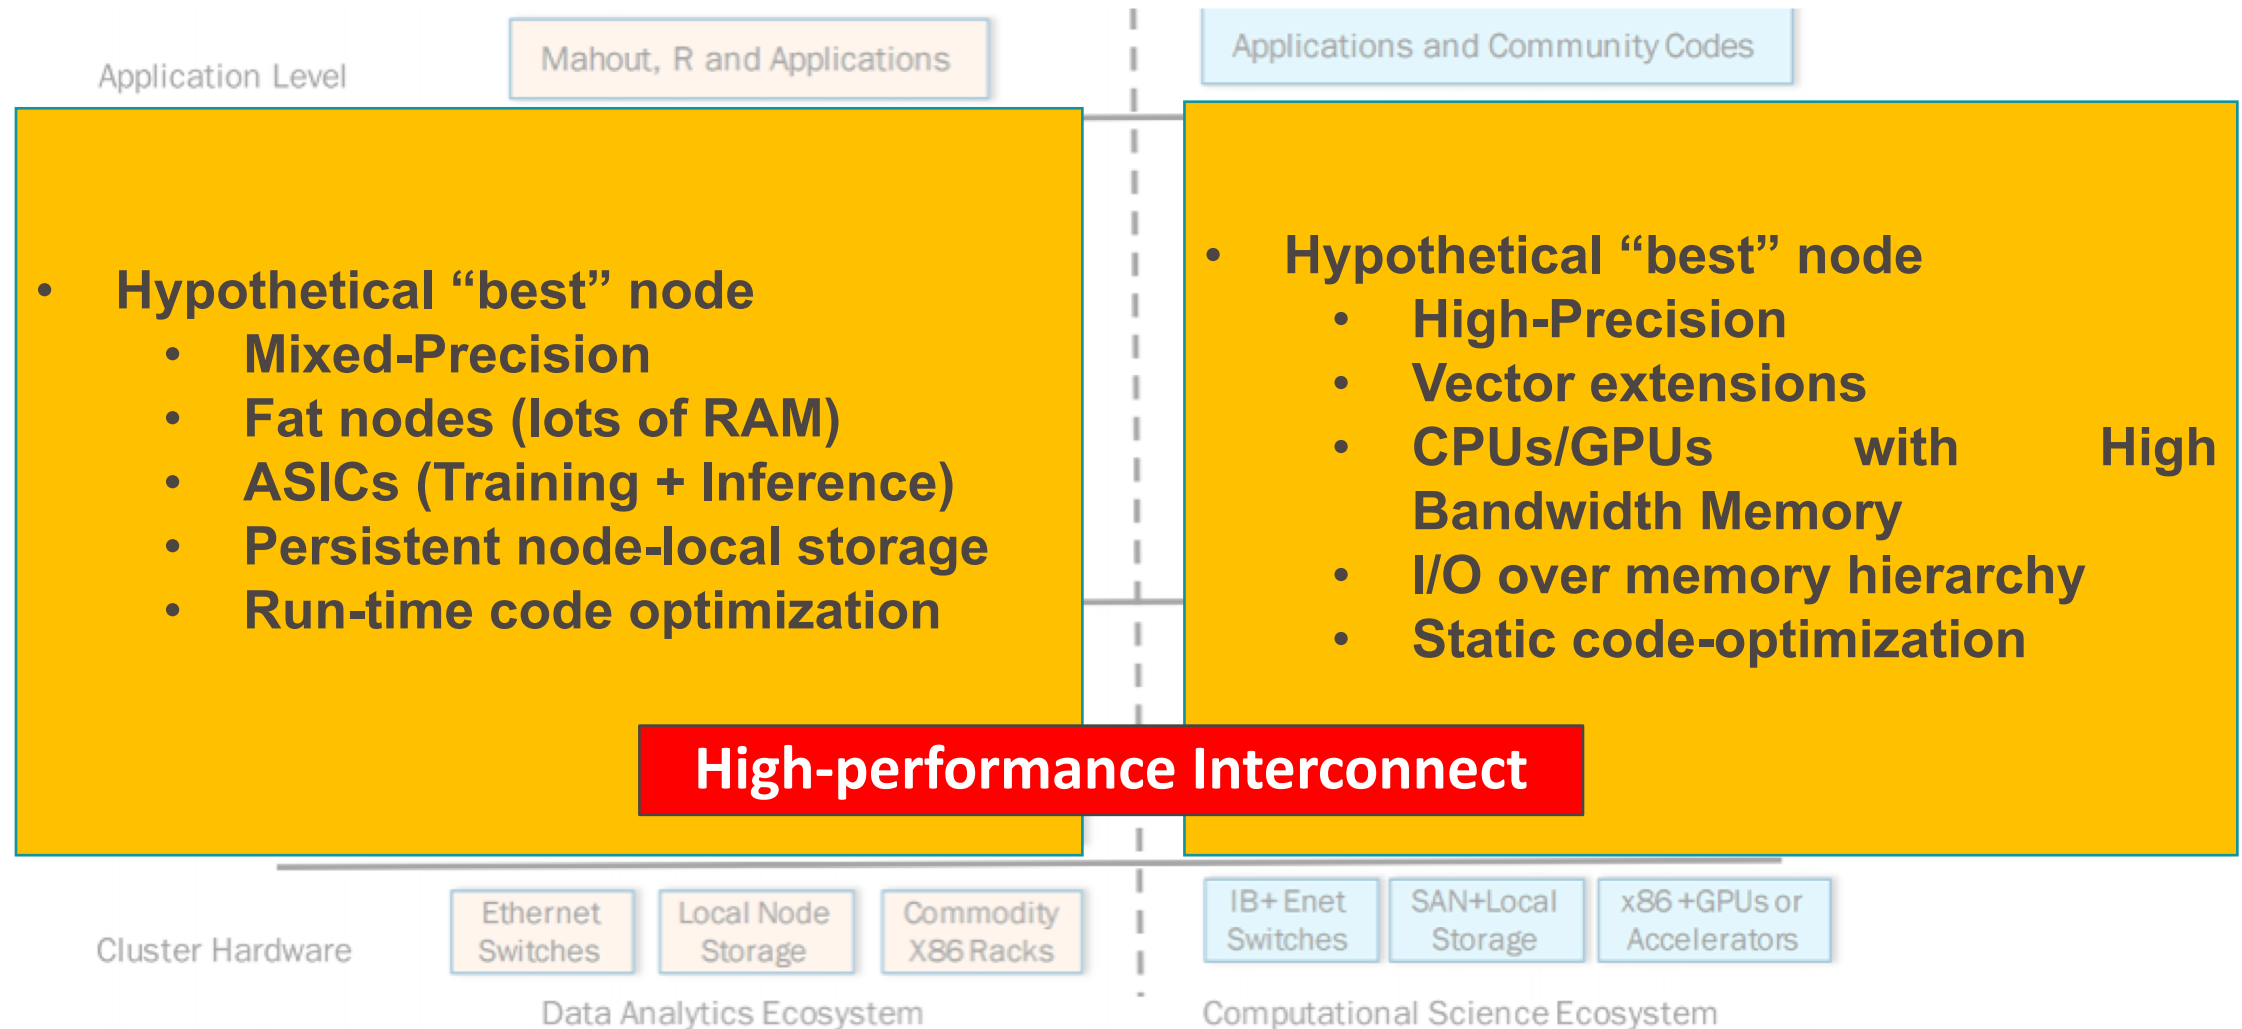 Application Level
Mahout, R and Applications
Applications and Community Codes
• Hypothetical “best” node
• Mixed-Precision
• Fat nodes (lots of RAM)
• ASICs (Training + Inference)
• Persistent node-local storage
• Run-time code optimization
• Hypothetical “best” node
• High-Precision
• Vector extensions
• CPUs/GPUs with High
Bandwidth Memory
• I/O over memory hierarchy
• Static code-optimization
High-performance Interconnect
Cluster Hardware
Ethernet
Switches
Local Node
Storage
Commodity
X86 Racks
IB+ Enet
Switches
SAN+Local
Storage
x86 +GPUs or
Accelerators
Data Analytics Ecosystem
Computational Science Ecosystem